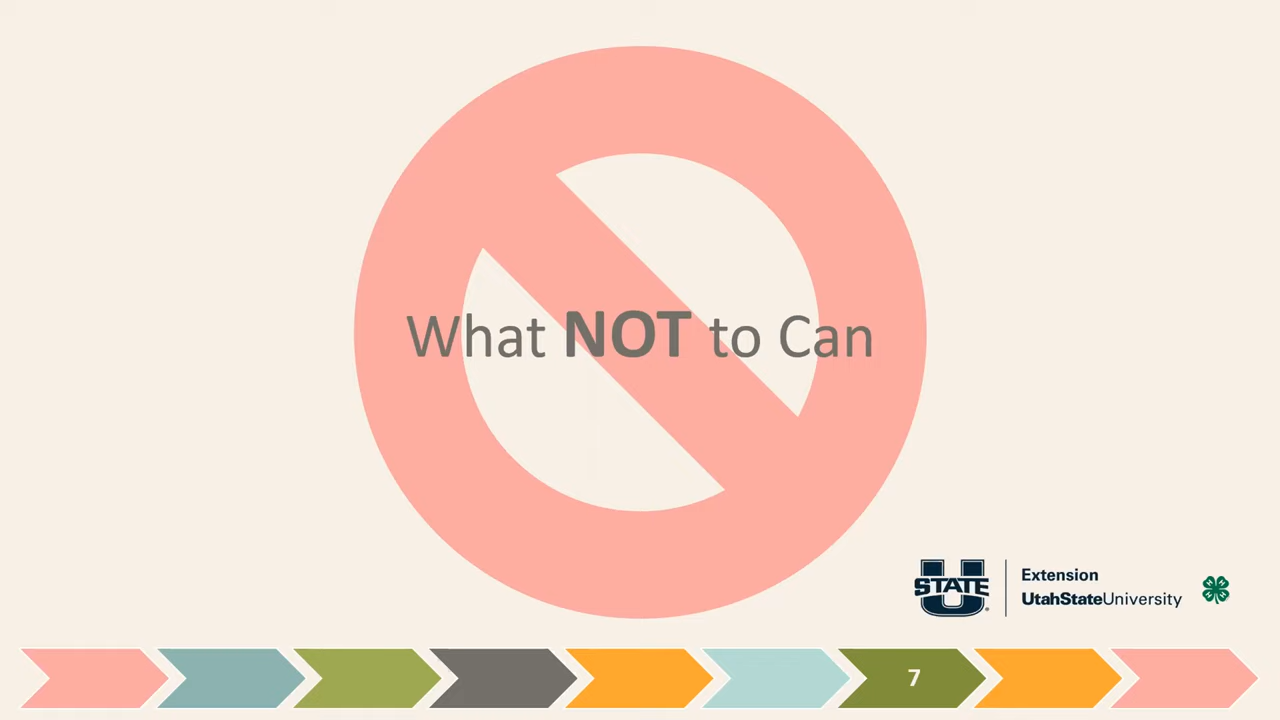 What NOT to Can
STATE
Extension
UtahStateUniversity
H H H H
7